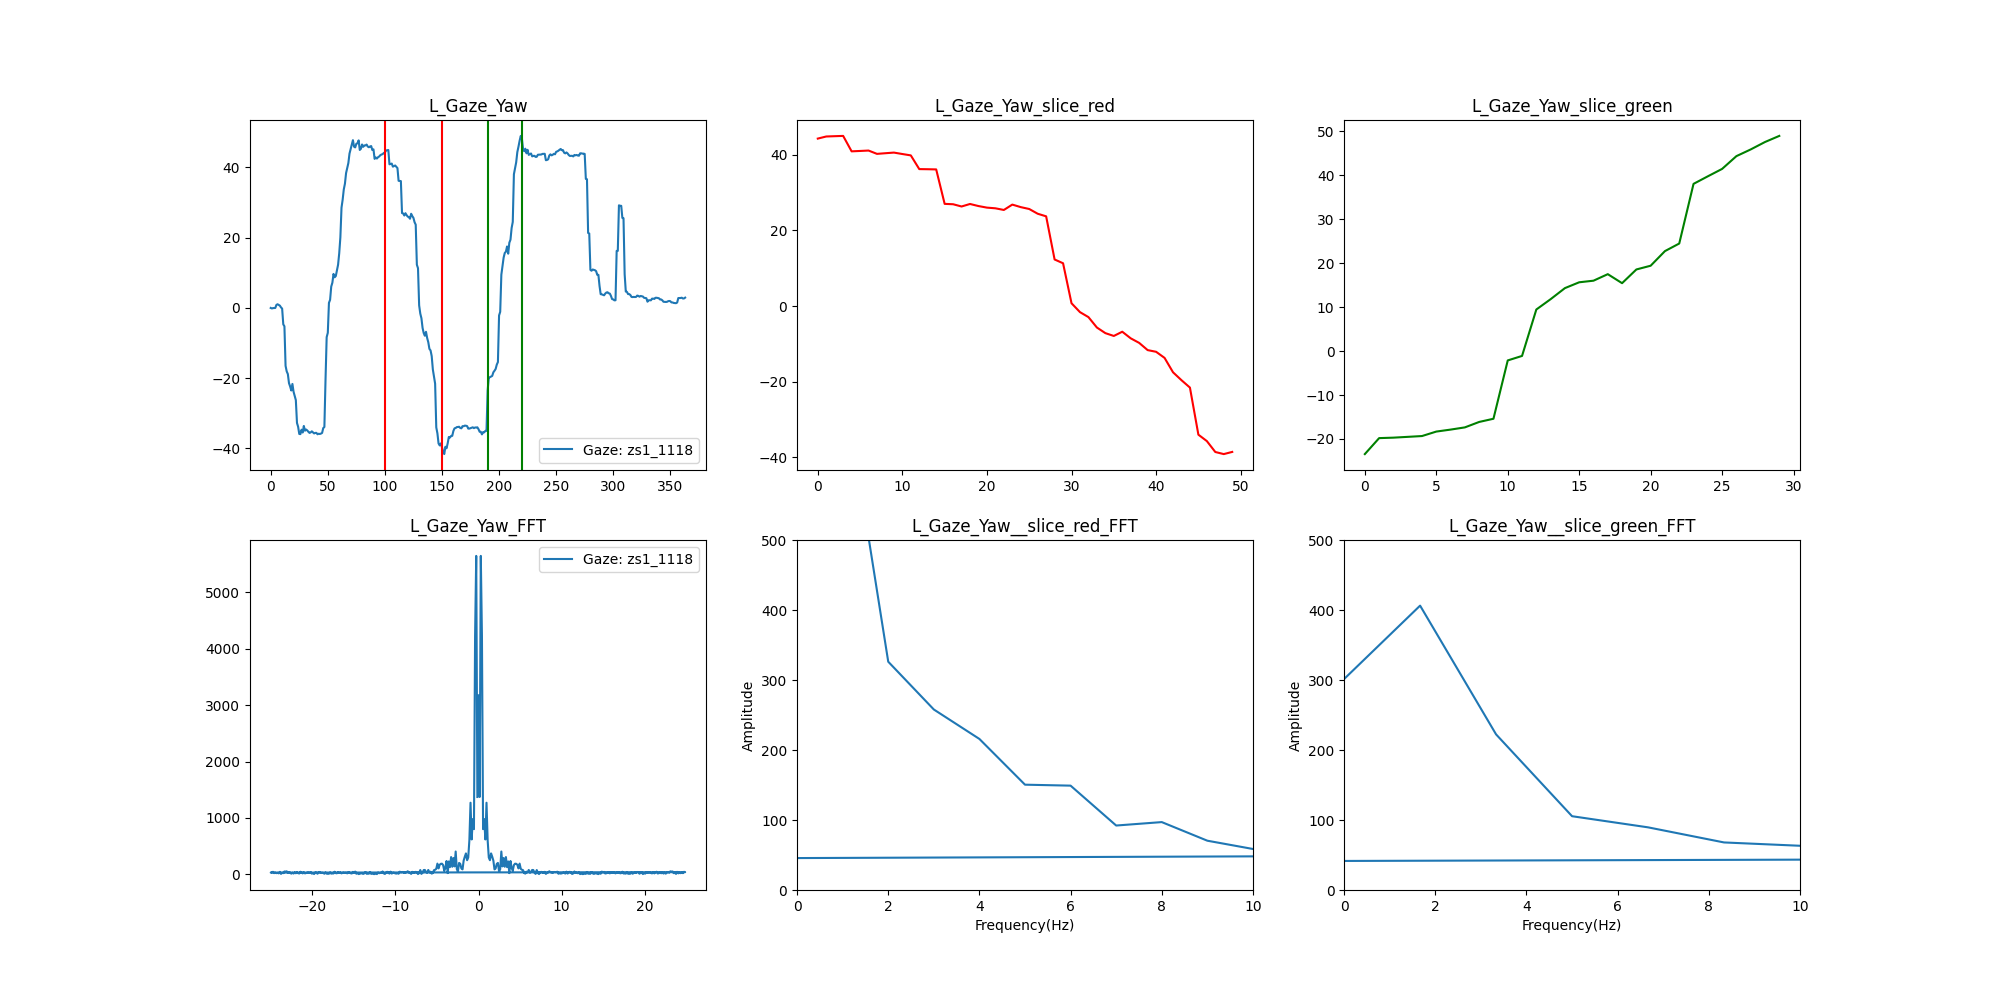 L_Gaze_Yaw
40
20
0
−20
−40
0 50 100 150 200 250 300 350
Gaze: zs1_1118
L_Gaze_Yaw_slice_red
40
20
0
−20
−40
0 10 20 30 40 50
L_Gaze_Yaw_slice_green
50
40
30
20
10
0
−10
−20
0 5 10 15 20 25 30
L_Gaze_Yaw_FFT
5000
4000
3000
2000
1000
0
−20 −10 0 10 20
Gaze: zs1_1118
L_Gaze_Yaw__slice_red_FFT
Amplitude
500
400
300
200
100
0
0 2 4 6 8 10
Frequency(Hz)
L_Gaze_Yaw__slice_green_FFT
Amplitude
500
400
300
200
100
0
0 2 4 6 8 10
Frequency(Hz)